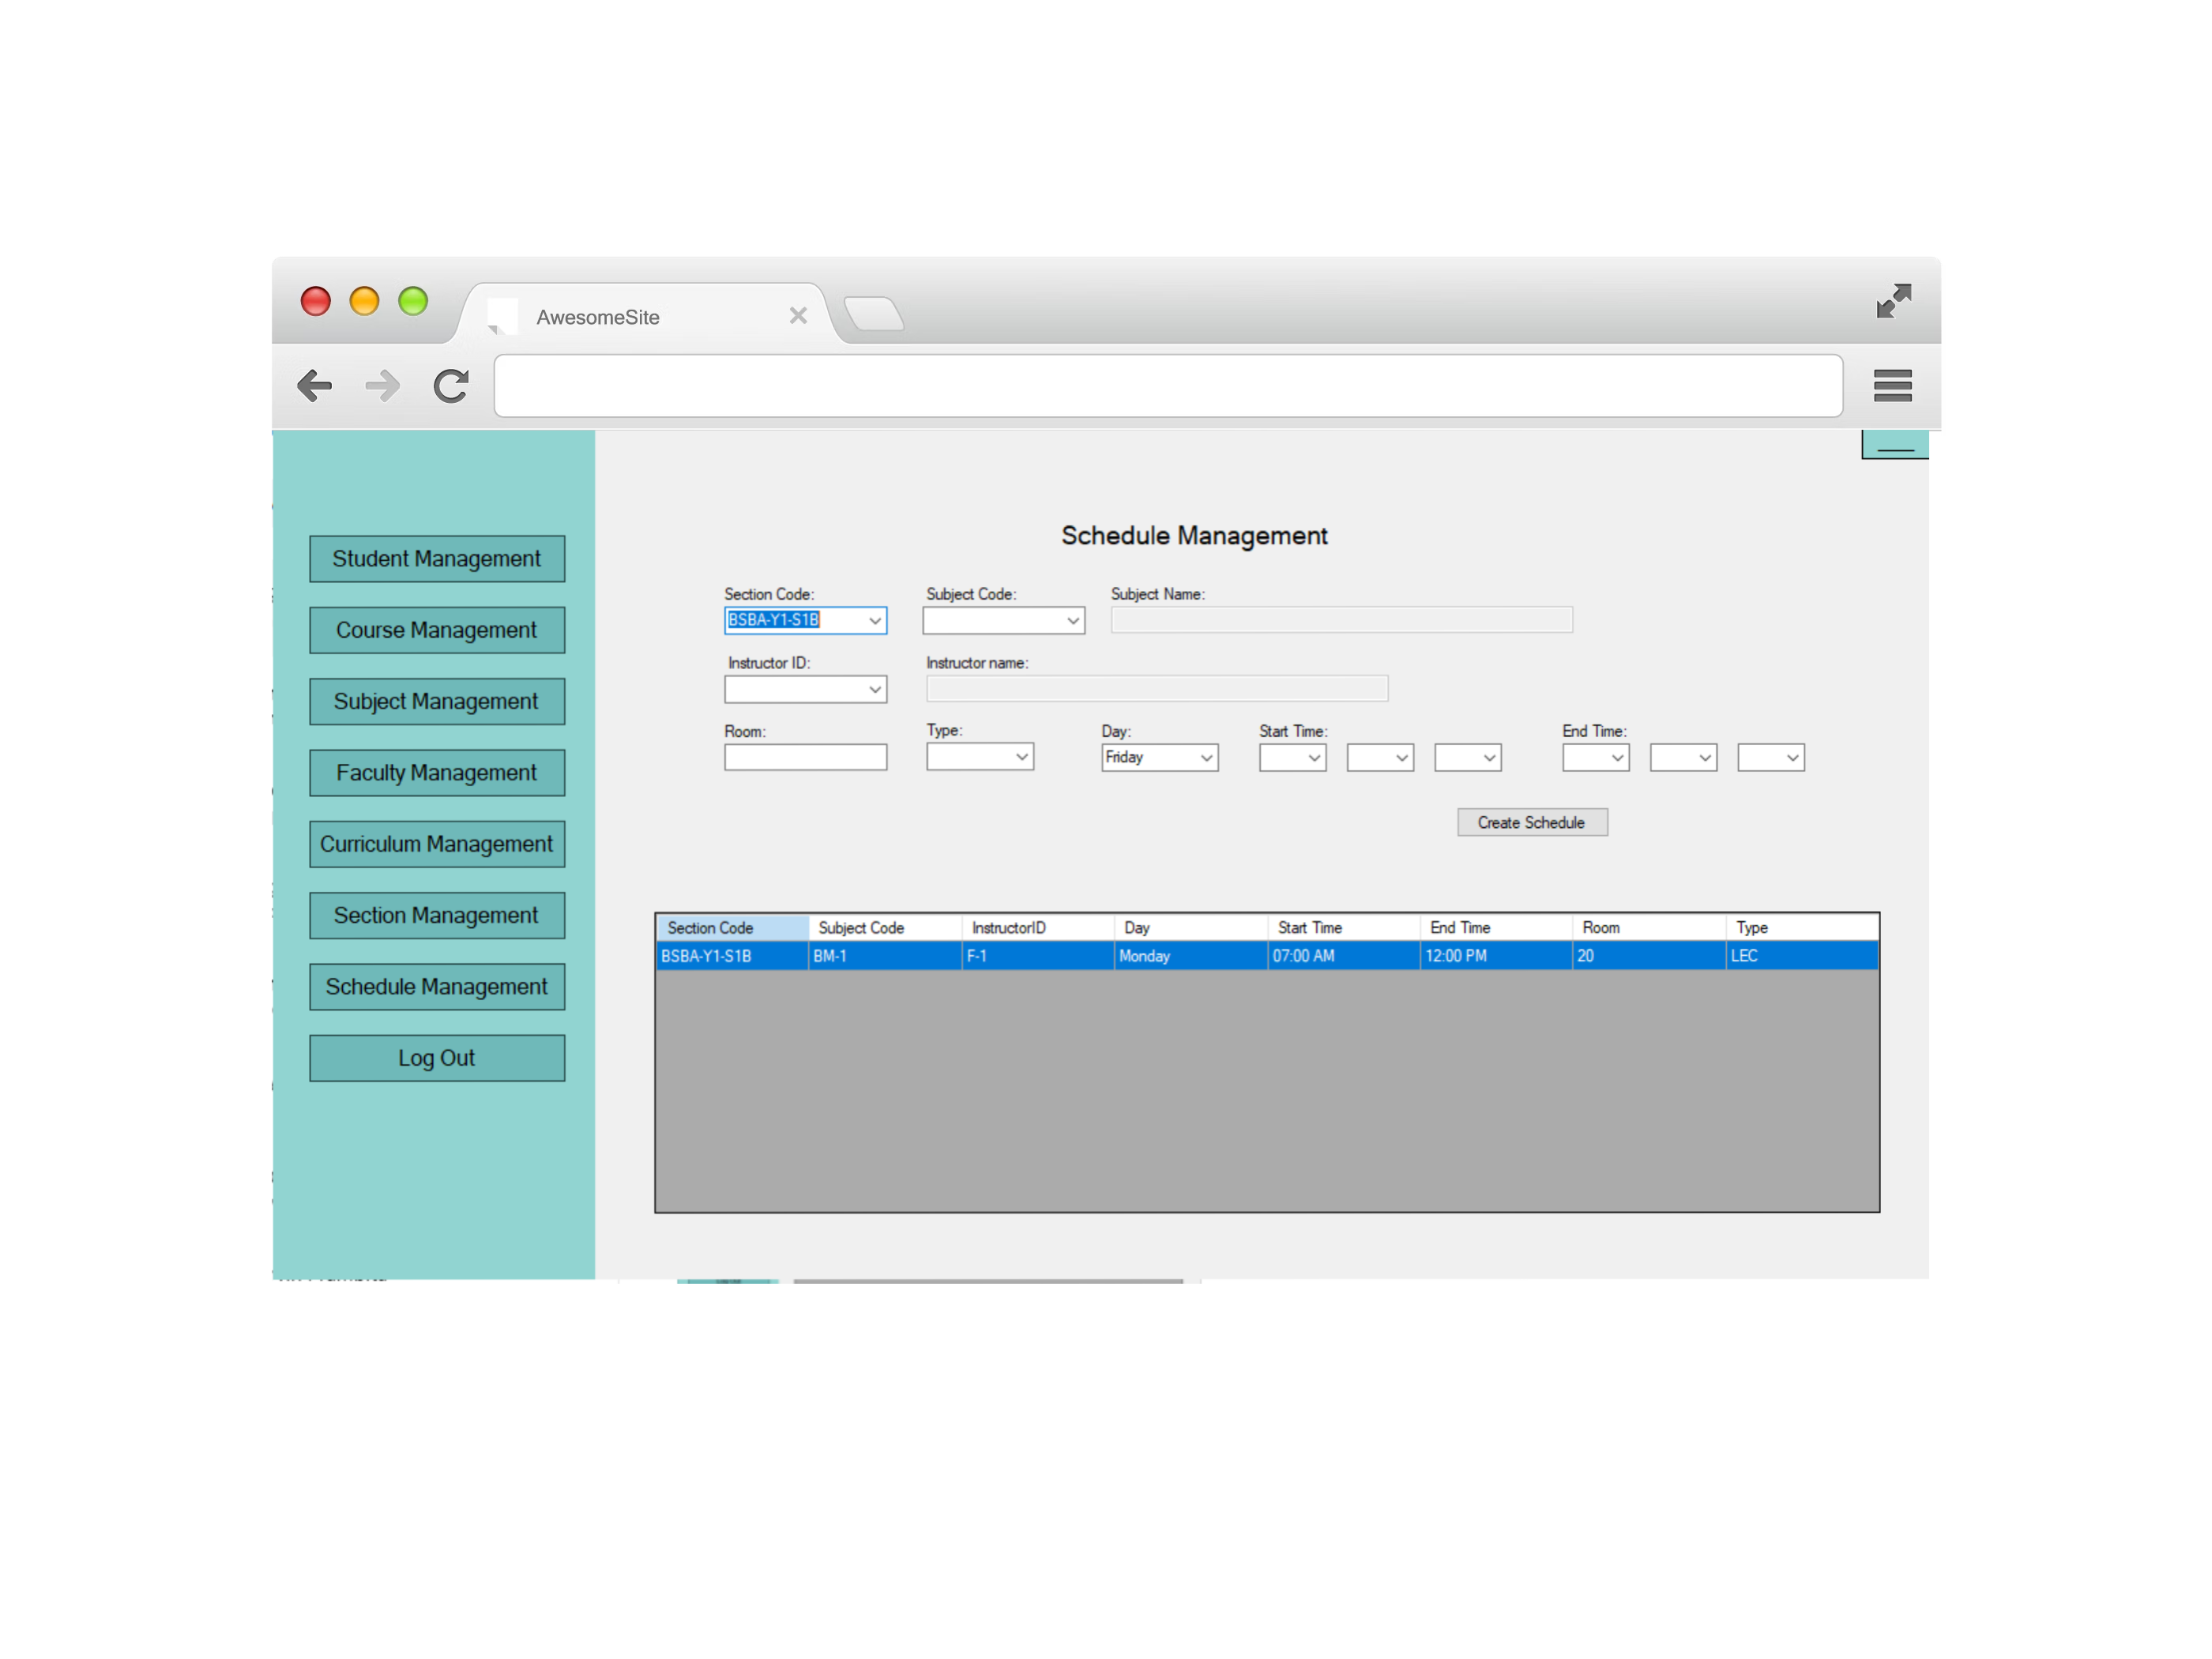 AwesomeSite
Schedule Management
Student Management
Course Management
Subject Management
Faculty Management
Curriculum Management
Section Management
Schedule Management
Log Out
Section Code: Subject Code: Subject Name:
BSBA-Y1-S1B
Instructor ID: Instructor name:
Room: Type: Day: Start Time: End Time:
Friday
Create Schedule
Section Code Subject Code InstructorID Day Start Time End Time Room Type
BSBA-Y1-S1B BM-1 F-1 Monday 07:00 AM 12:00 PM 20 LEC